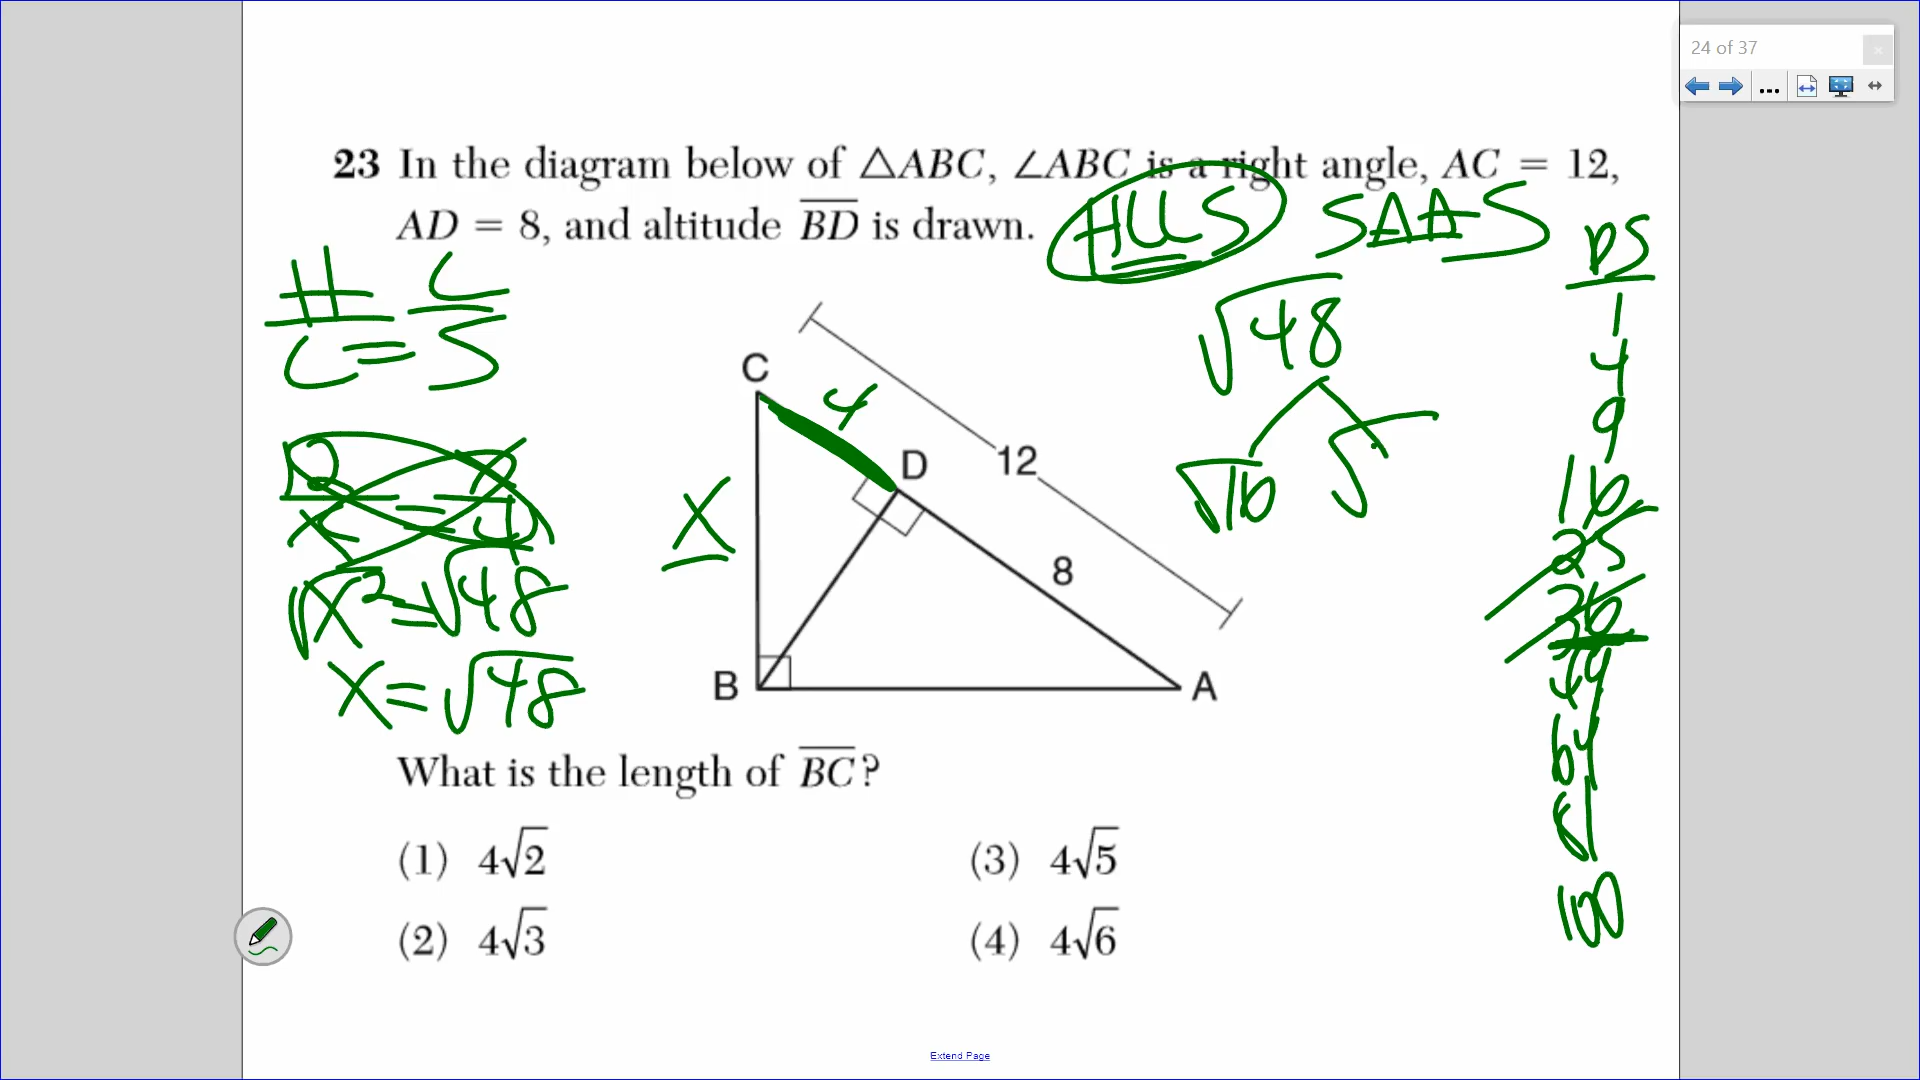 24 of 37
23 In the diagram below of △ABC, ∠ABC is a right angle, AC = 12,
AD = 8, and altitude BD is drawn.
HLLS SAAS
PS
H/L = L/S
√48
√16 √
1
4
9
16
25
36
49
64
81
100
12/x = x/4
√x² = √48
x = √48
C
4
D
12
X
8
B
A
What is the length of BC?
(1) 4√2
(3) 4√5
(2) 4√3
(4) 4√6
Extend Page